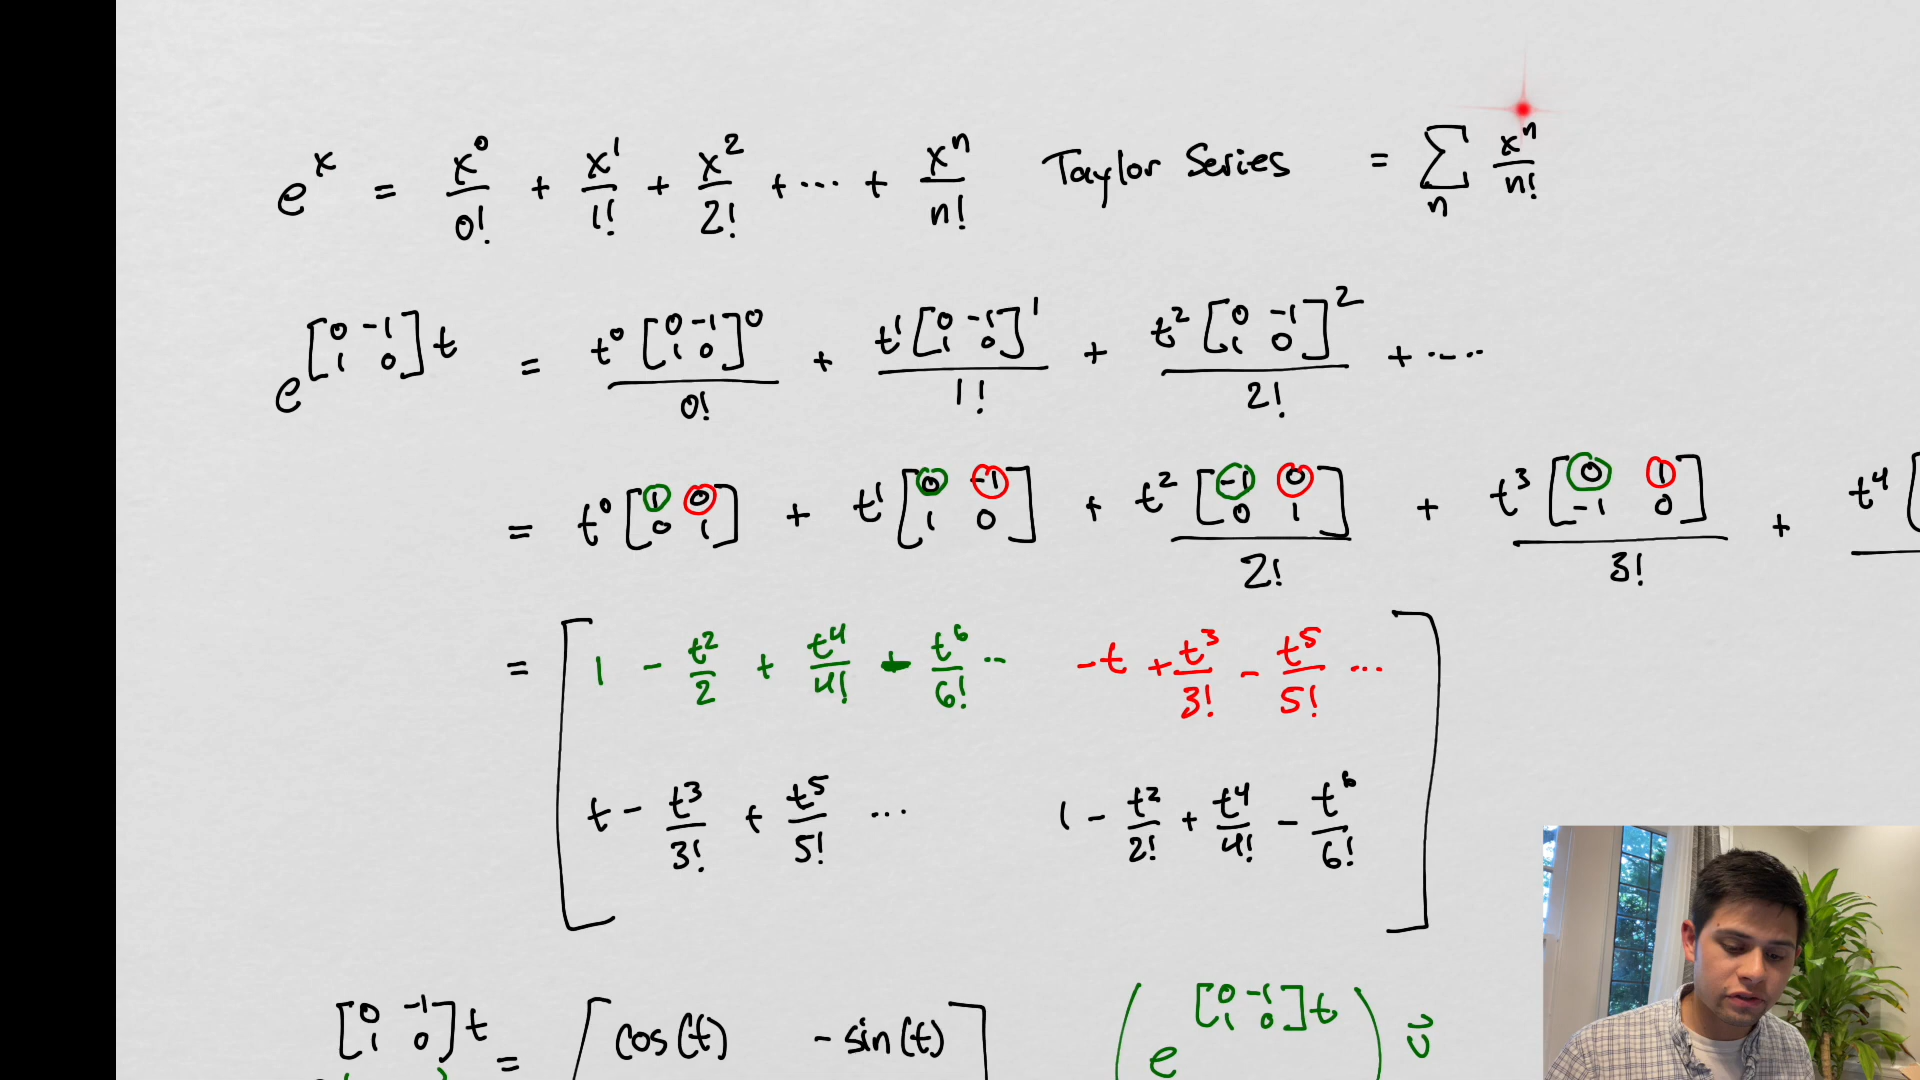 e^x = x^0/0! + x^1/1! + x^2/2! + ... + x^n/n! Taylor Series = ∑_n x^n/n!
e^([0 -1; 1 0]t) = t^0[0 -1; 1 0]^0/0! + t^1[0 -1; 1 0]^1/1! + t^2[0 -1; 1 0]^2/2! + ....
= t^0[1 0; 0 1] + t^1[0 -1; 1 0] + t^2[-1 0; 0 1]/2! + t^3[0 1; -1 0]/3! + t^4[
= [1 - t^2/2 + t^4/4! - t^6/6! .. -t + t^3/3! - t^5/5! ...
t - t^3/3! + t^5/5! ... 1 - t^2/2! + t^4/4! - t^6/6!]
[0 -1; 1 0]t = [cos(t) -sin(t)] (e^([0 -1; 1 0]t)) v⃗